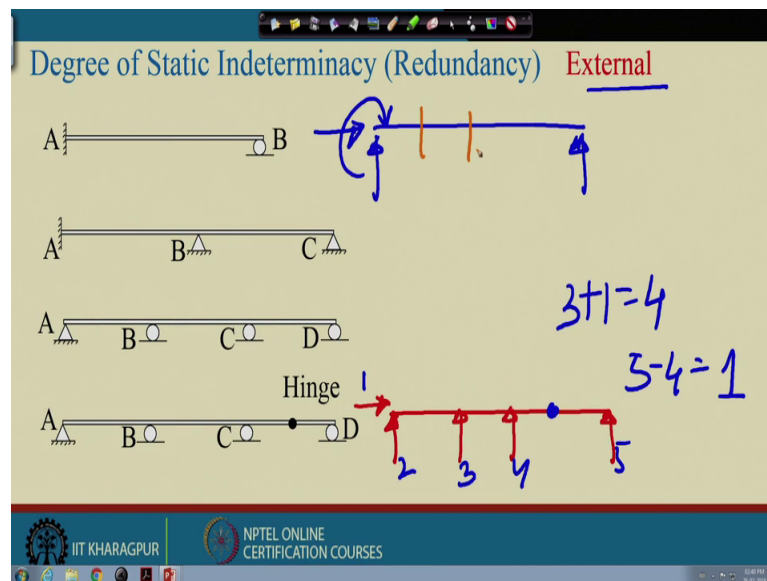 Degree of Static Indeterminacy (Redundancy) External
A B
A B C
3+1=4
A B C D
5-4=1
Hinge
1
A B C D
2 3 4 5
IIT KHARAGPUR
NPTEL ONLINE
CERTIFICATION COURSES